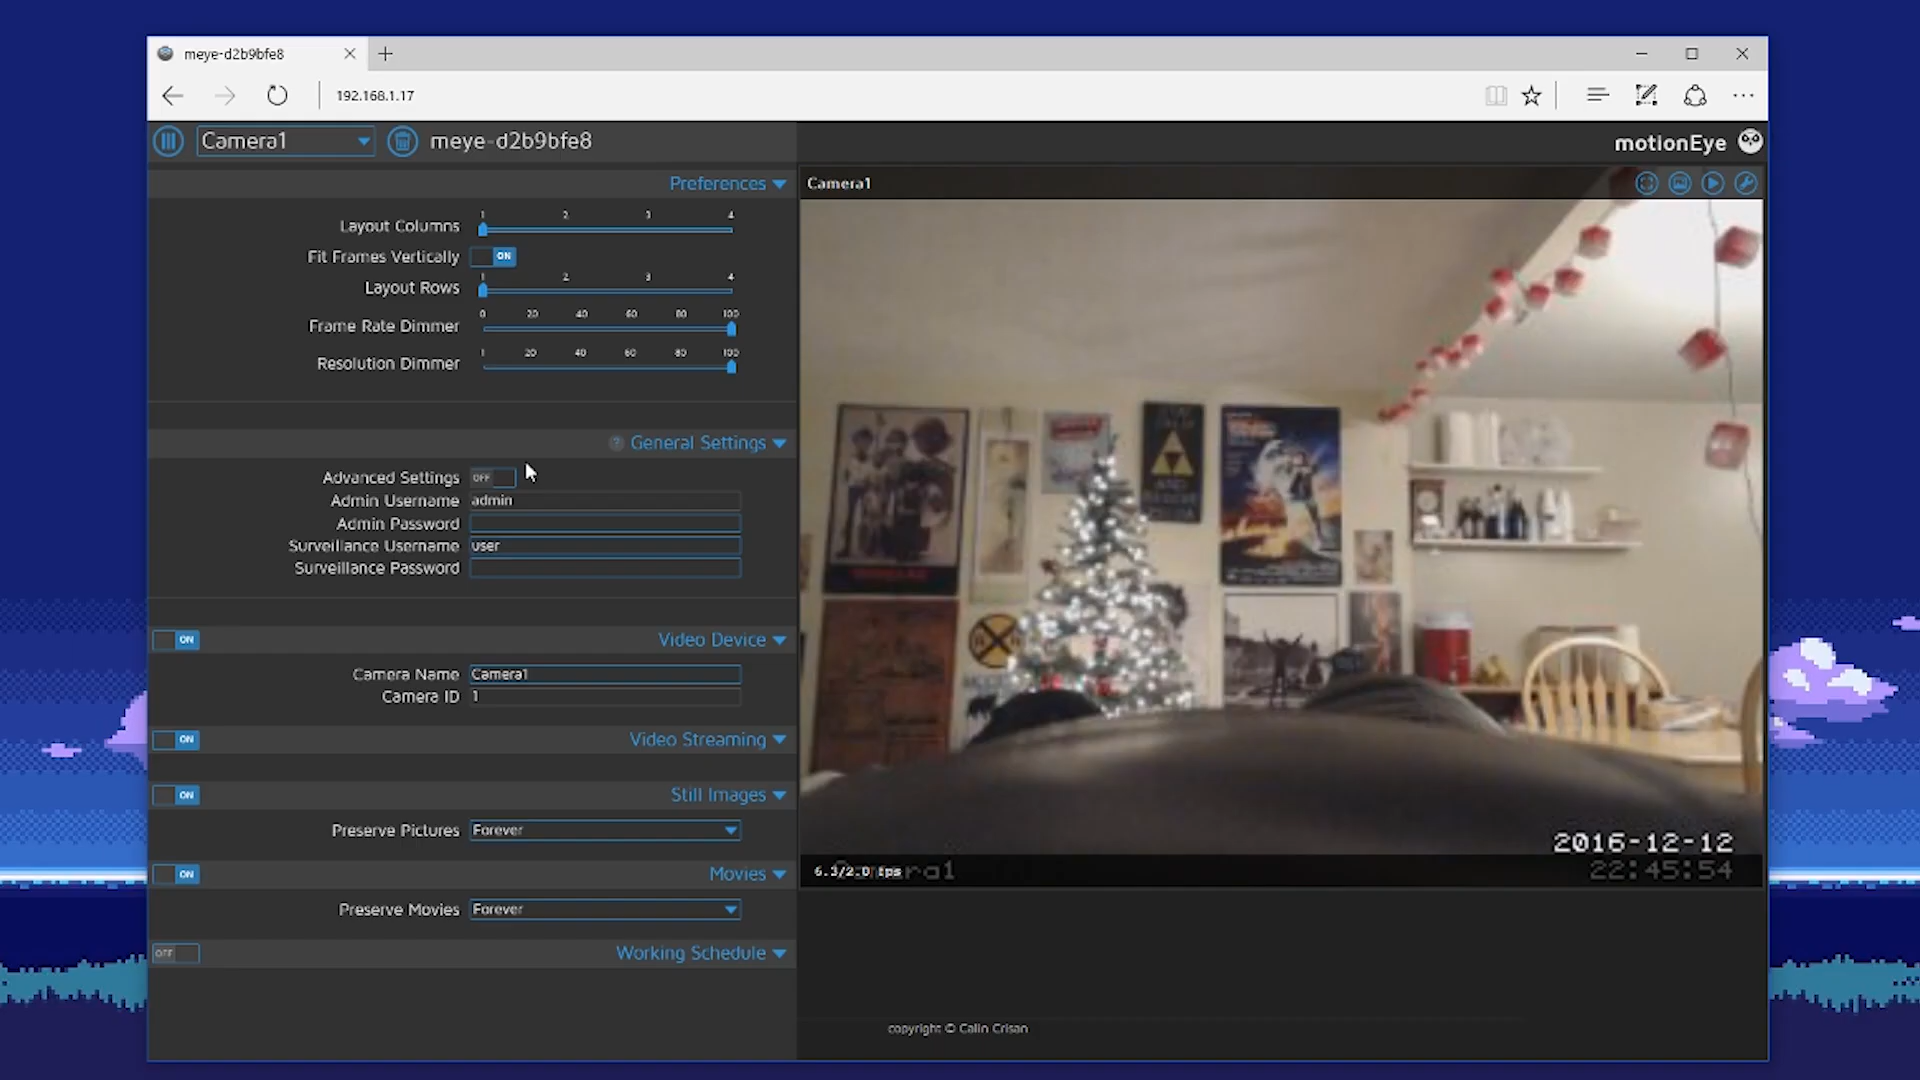 meye-d2b9bfe8
192.168.1.17
Camera1 meye-d2b9bfe8
motionEye
Preferences
Camera1
Layout Columns 1 2 3 4
Fit Frames Vertically ON
Layout Rows 1 2 3 4
Frame Rate Dimmer 0 20 40 60 80 100
Resolution Dimmer 1 20 40 60 80 100
? General Settings
Advanced Settings OFF
Admin Username admin
Admin Password
Surveillance Username user
Surveillance Password
ON Video Device
Camera Name Camera1
Camera ID 1
ON Video Streaming
ON Still Images
Preserve Pictures Forever
ON Movies
Preserve Movies Forever
OFF Working Schedule
2016-12-12
6.3/2.0 fps
22:45:54
copyright © Calin Crisan